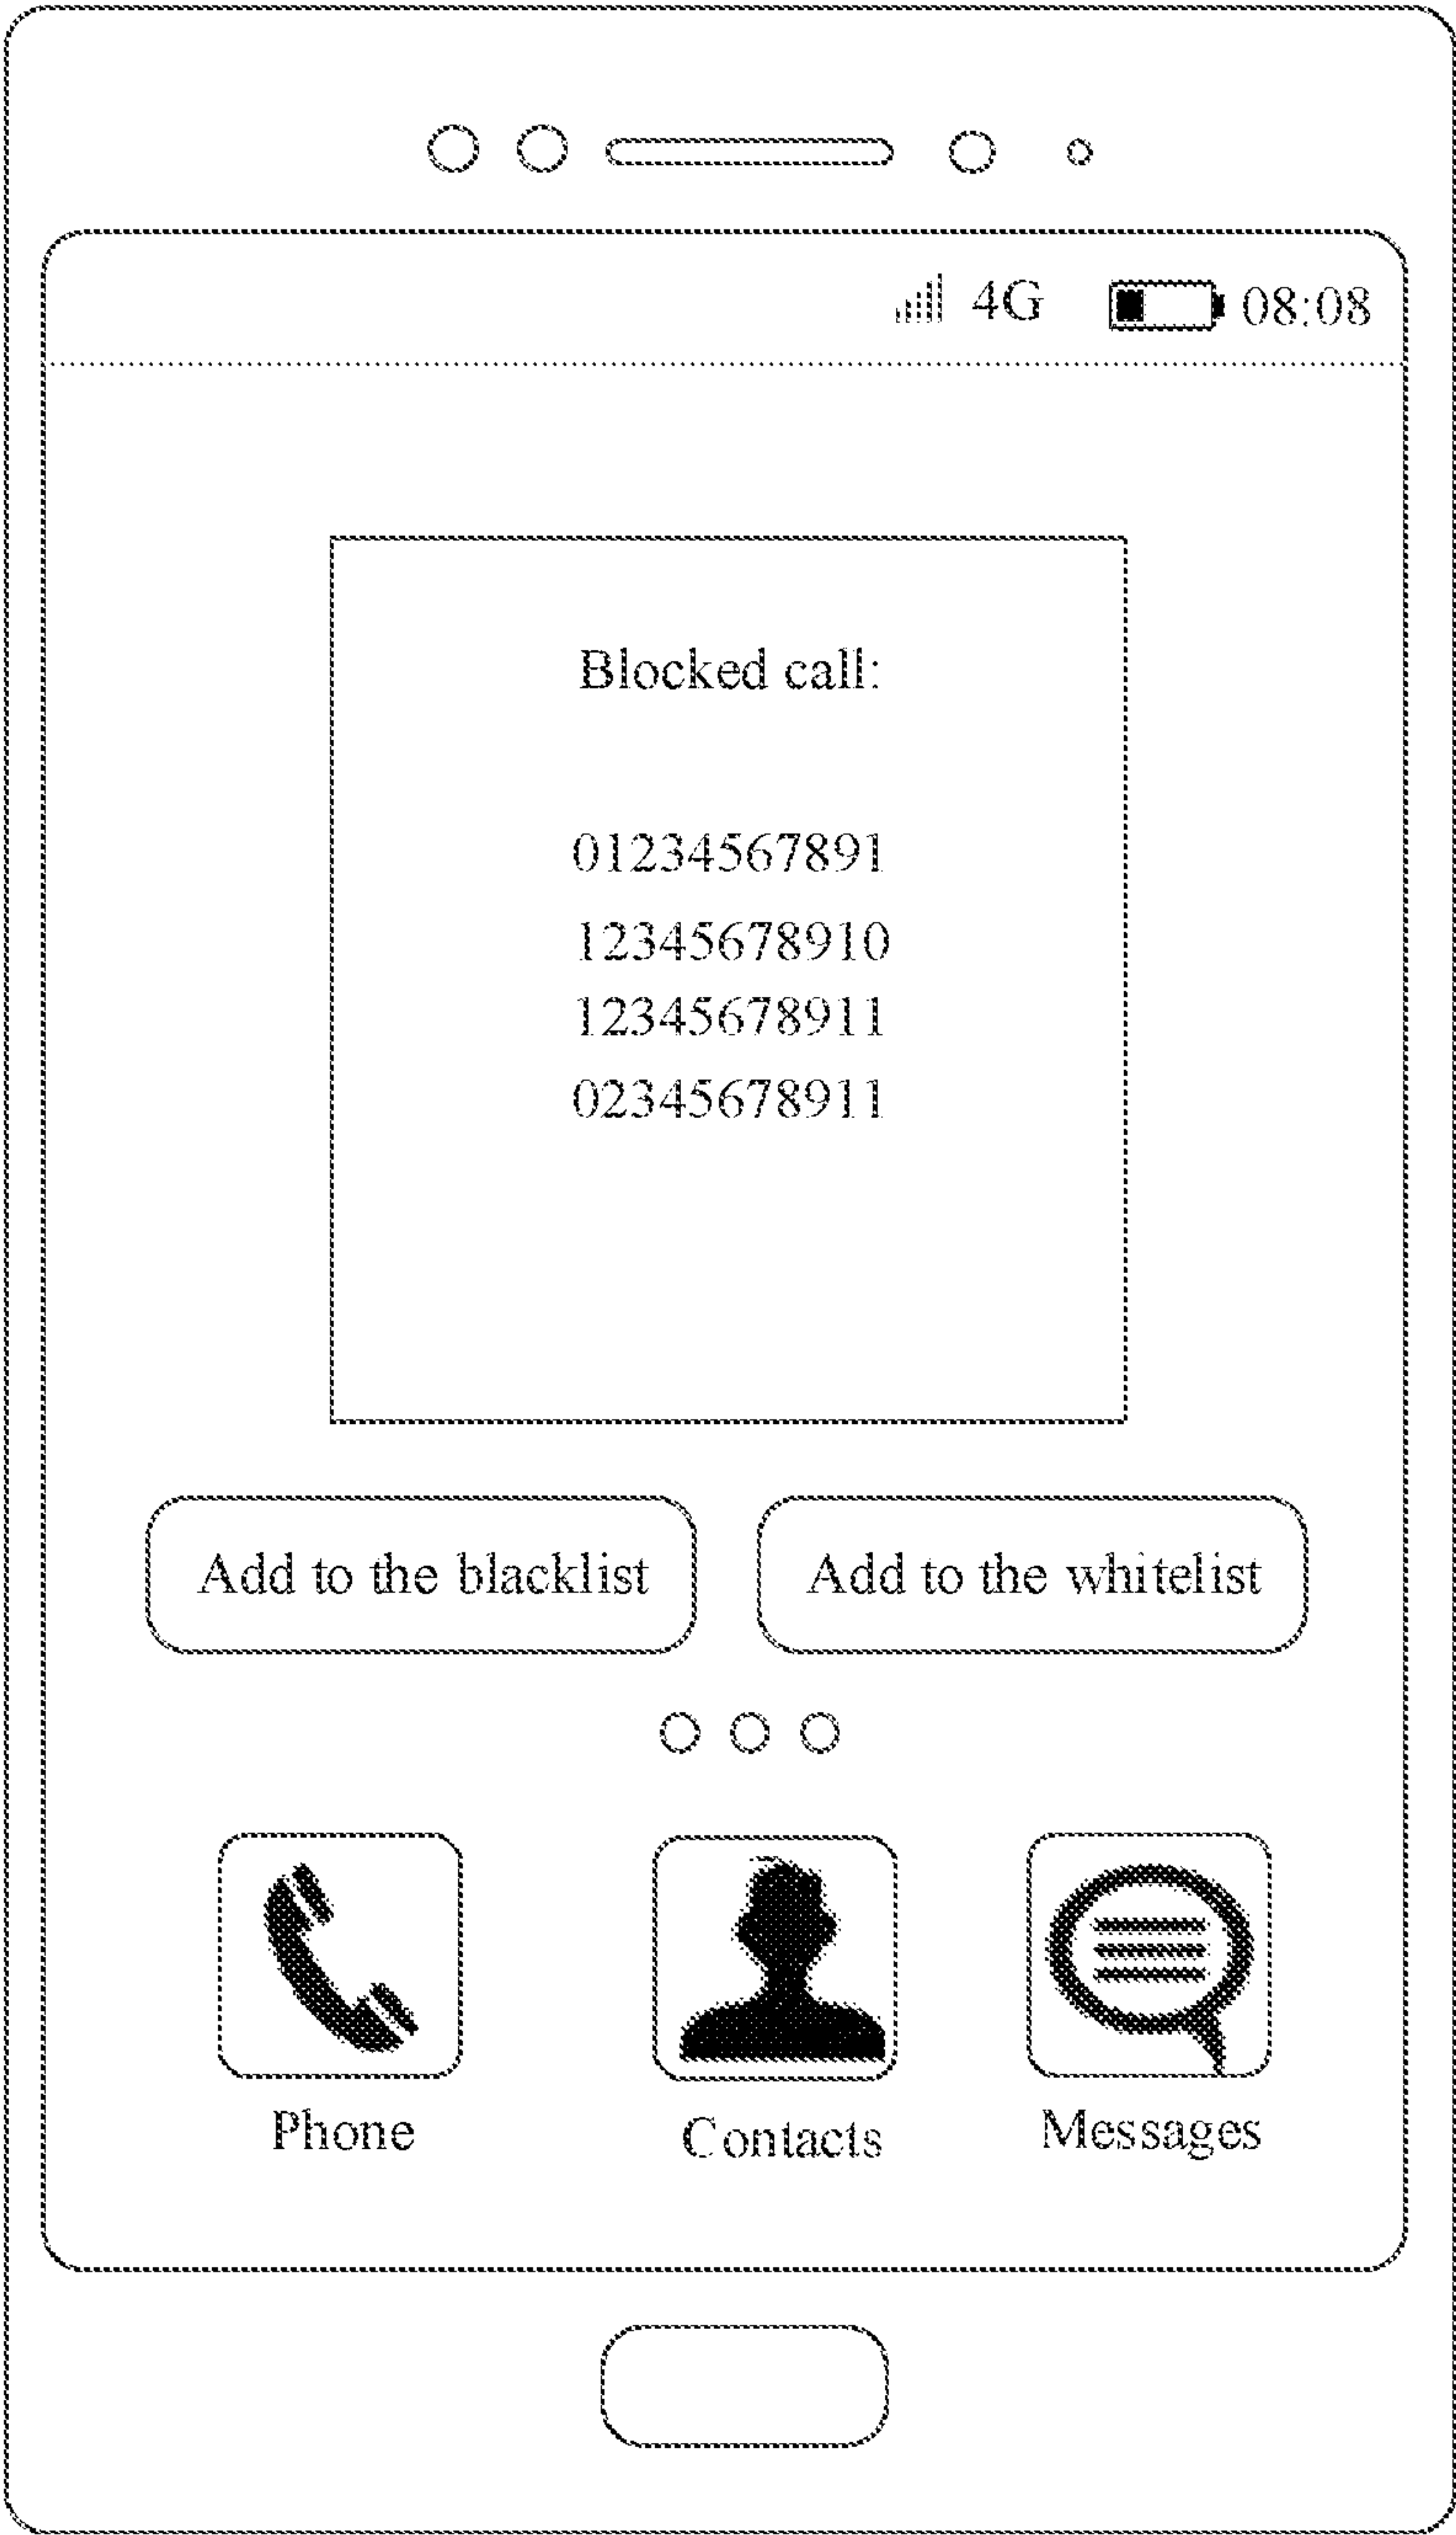 4G 08:08
Blocked call:
01234567891
12345678910
12345678911
02345678911
Add to the blacklist Add to the whitelist
Phone Contacts Messages